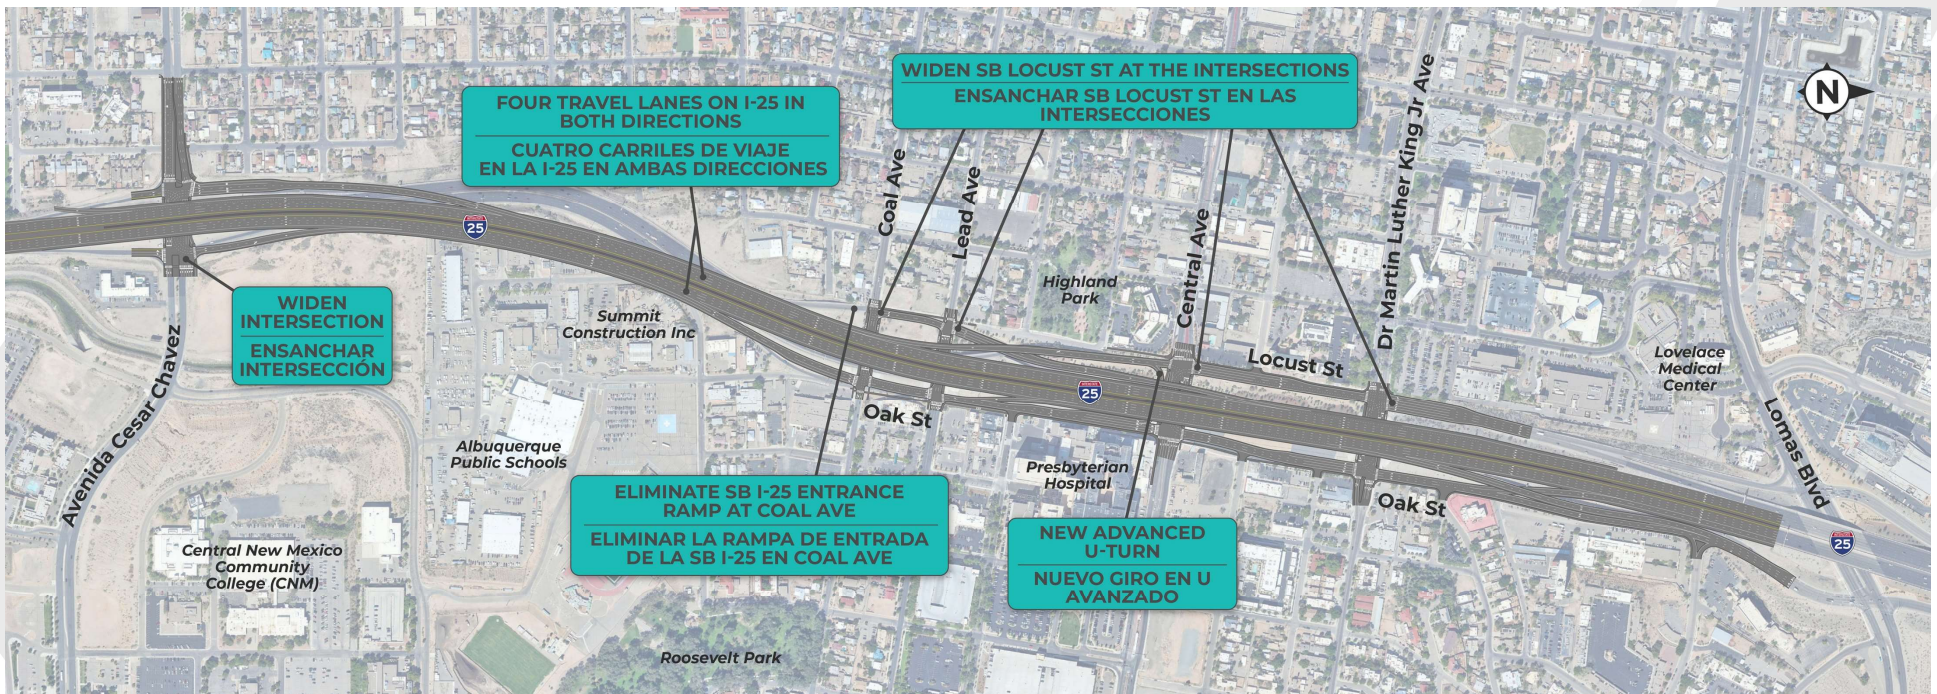 WIDEN SB LOCUST ST AT THE INTERSECTIONS
ENSANCHAR SB LOCUST ST EN LAS
INTERSECCIONES
FOUR TRAVEL LANES ON I-25 IN
BOTH DIRECTIONS
CUATRO CARRILES DE VIAJE
EN LA I-25 EN AMBAS DIRECCIONES
N
Coal Ave
Lead Ave
Central Ave
Dr Martin Luther King Jr Ave
25
WIDEN
INTERSECTION
ENSANCHAR
INTERSECCIÓN
Avenida Cesar Chavez
Summit
Construction Inc
Highland
Park
Locust St
Lovelace
Medical
Center
25
Oak St
Lomas Blvd
Albuquerque
Public Schools
Presbyterian
Hospital
Oak St
25
ELIMINATE SB I-25 ENTRANCE
RAMP AT COAL AVE
ELIMINAR LA RAMPA DE ENTRADA
DE LA SB I-25 EN COAL AVE
NEW ADVANCED
U-TURN
NUEVO GIRO EN U
AVANZADO
Central New Mexico
Community
College (CNM)
Roosevelt Park